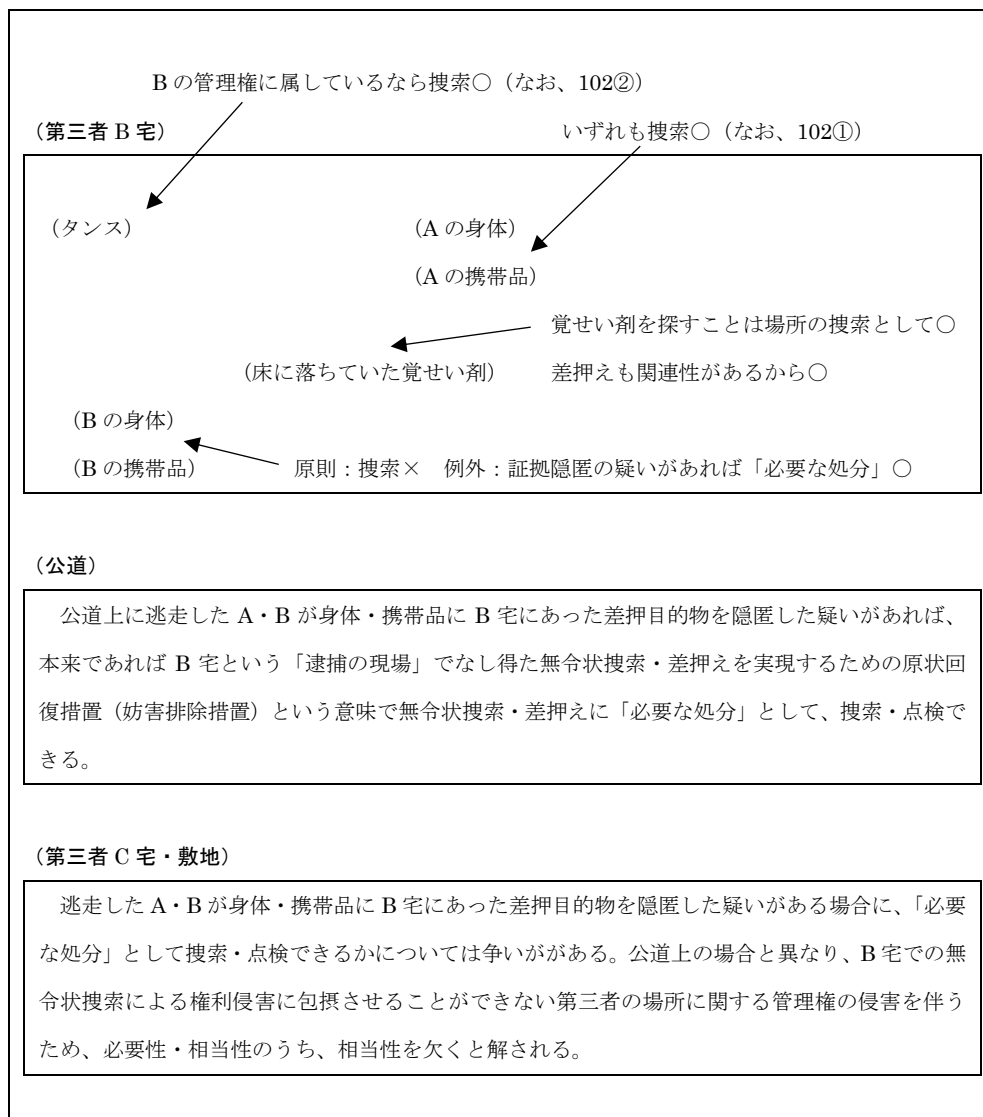 B の管理権に属しているなら捜索○（なお、102②）
（第三者 B 宅）
いずれも捜索○（なお、102①）
（タンス）
（A の身体）
（A の携帯品）
覚せい剤を探すことは場所の捜索として○
（床に落ちていた覚せい剤）
差押えも関連性があるから○
（B の身体）
（B の携帯品）
原則：捜索×　例外：証拠隠匿の疑いがあれば「必要な処分」○
（公道）
公道上に逃走した A・B が身体・携帯品に B 宅にあった差押目的物を隠匿した疑いがあれば、
本来であれば B 宅という「逮捕の現場」でなし得た無令状捜索・差押えを実現するための原状回
復措置（妨害排除措置）という意味で無令状捜索・差押えに「必要な処分」として、捜索・点検で
きる。
（第三者 C 宅・敷地）
逃走した A・B が身体・携帯品に B 宅にあった差押目的物を隠匿した疑いがある場合に、「必要
な処分」として捜索・点検できるかについては争いががある。公道上の場合と異なり、B 宅での無
令状捜索による権利侵害に包摂させることができない第三者の場所に関する管理権の侵害を伴う
ため、必要性・相当性のうち、相当性を欠くと解される。